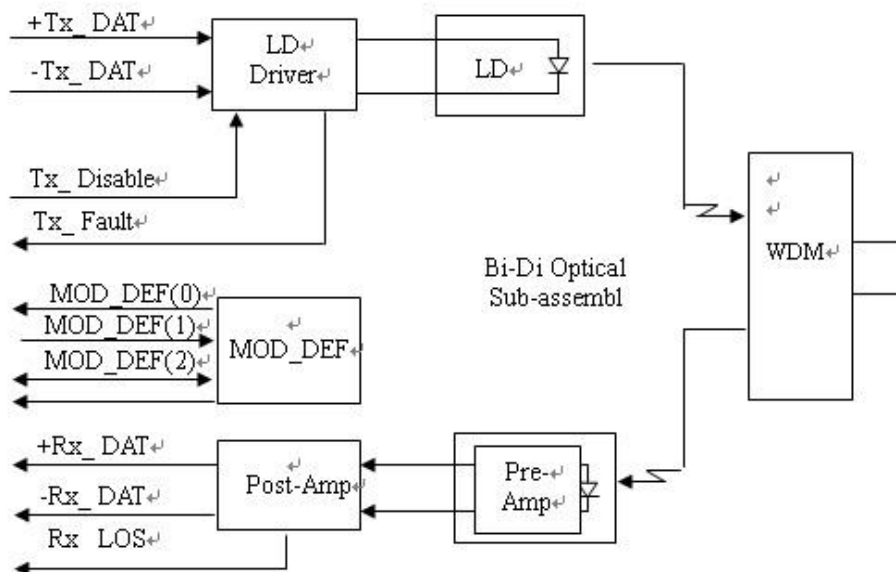 +Tx_ DAT↵
-Tx_ DAT↵
LD↵
Driver↵
LD↵
Tx_ Disable↵
Tx_ Fault↵
↵
↵
WDM↵
Bi-Di Optical
Sub-assembl
MOD_DEF(0)↵
MOD_DEF(1)↵
MOD_DEF(2)↵
↵
MOD_DEF↵
+Rx_ DAT↵
-Rx_ DAT↵
Rx LOS↵
↵
Post-Amp↵
Pre-↵
Amp↵